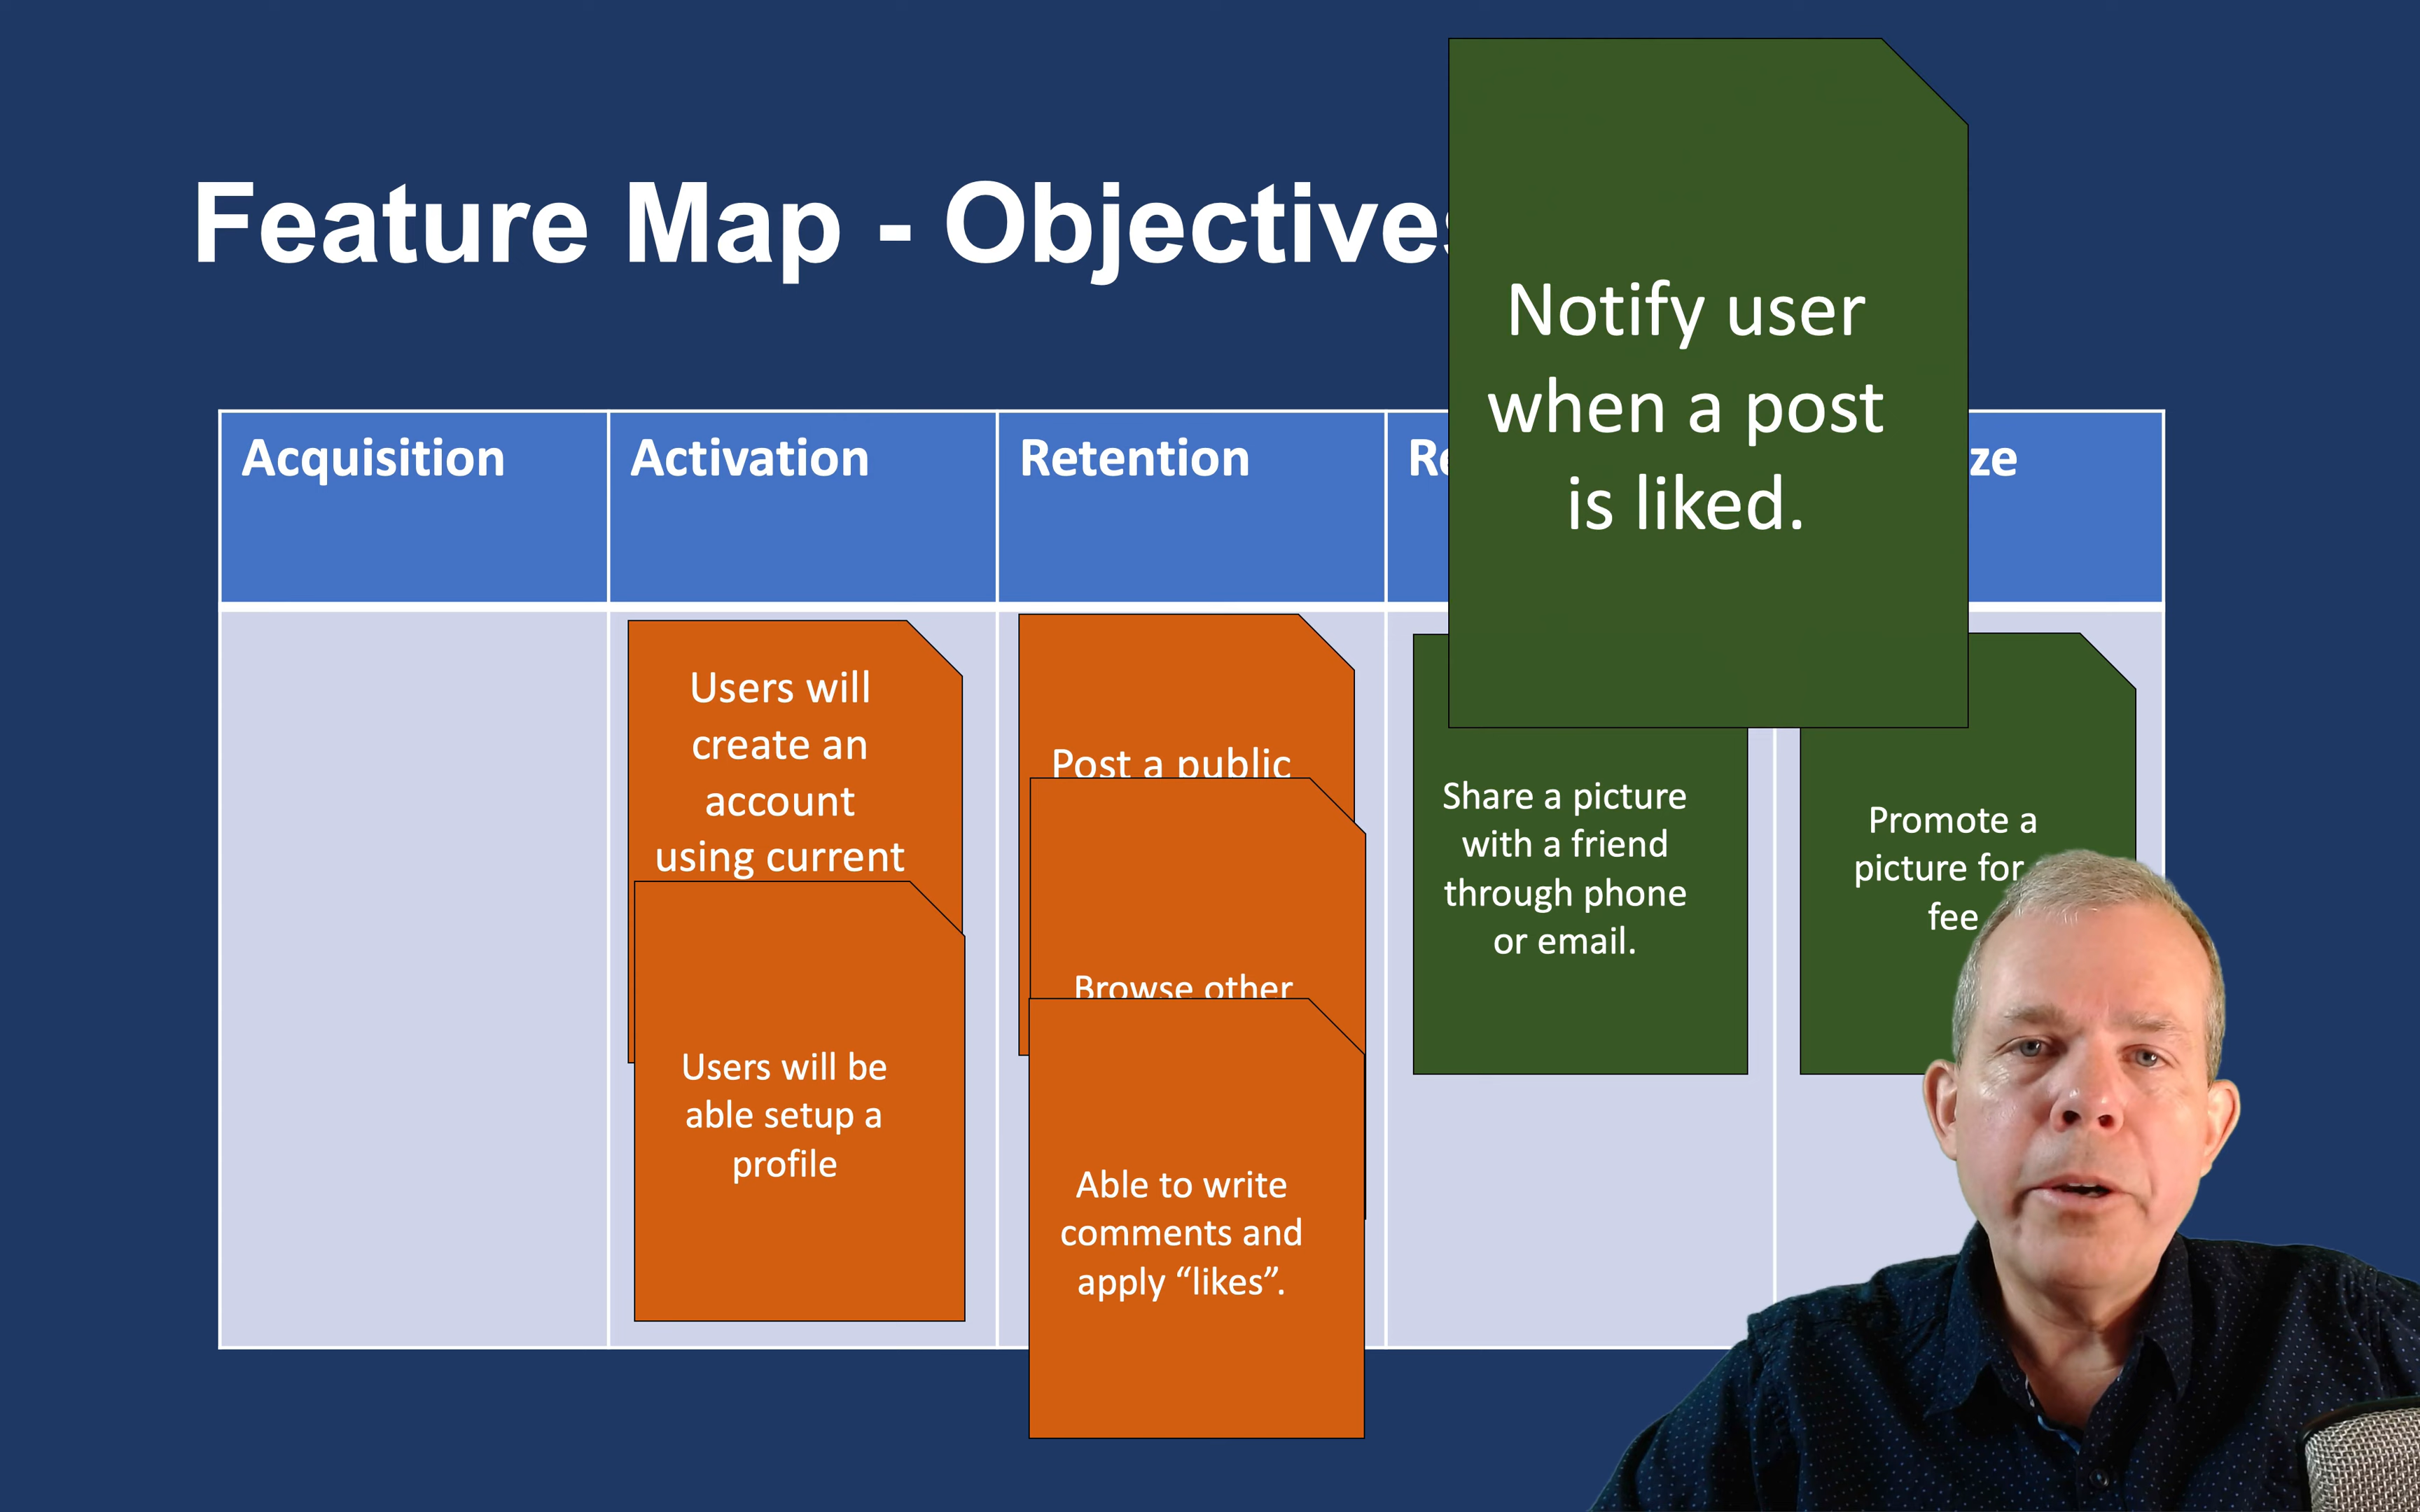 Feature Map - Objectives
Notify user
when a post
is liked.
Acquisition
Activation
Retention
Users will
create an
account
using current
Users will be
able setup a
profile
Post a public
Browse other
Able to write
comments and
apply “likes”.
Share a picture
with a friend
through phone
or email.
Promote a
picture for
fee